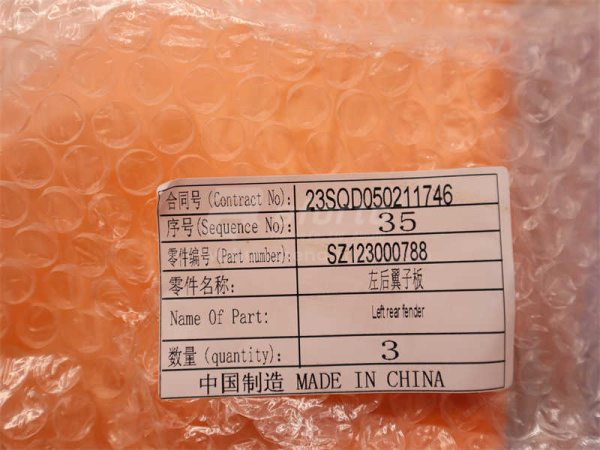 合同号(Contract No): 23SQD050211746
序号(Sequence No): 35
零件编号(Part number): SZ123000788
零件名称: 左后翼子板
Name Of Part: Left rear fender
数量(quantity): 3
中国制造 MADE IN CHINA